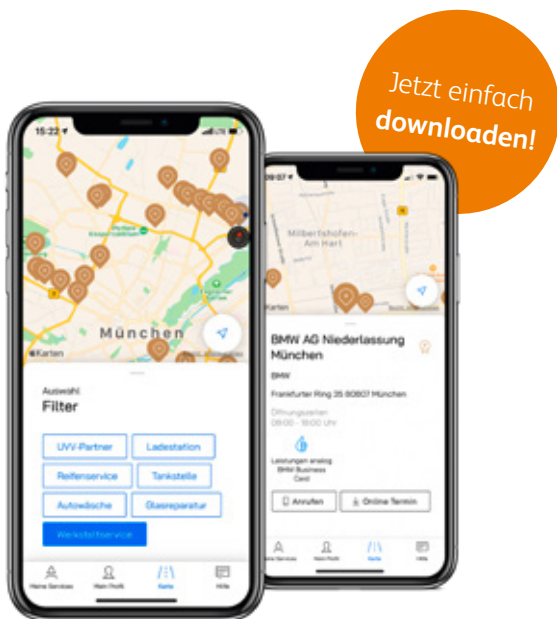 Jetzt einfach
downloaden!
15:22
LTE
München
Karten
Auswahl:
Filter
UVV-Partner
Ladestation
Reifenservice
Tankstelle
Autowäsche
Glasreparatur
Werkstattservice
Home Services
Mein Profil
Karte
Hilfe
09:07
Milbertshofen-
Am Hart
Karten
BMW AG Niederlassung
München
BMW
Frankfurter Ring 35 80807 München
Öffnungszeiten
08:00 - 18:00 Uhr
Leistungen analog
BMW Business
Card
Anrufen
Online Termin
Home Services
Mein Profil
Karte
Hilfe